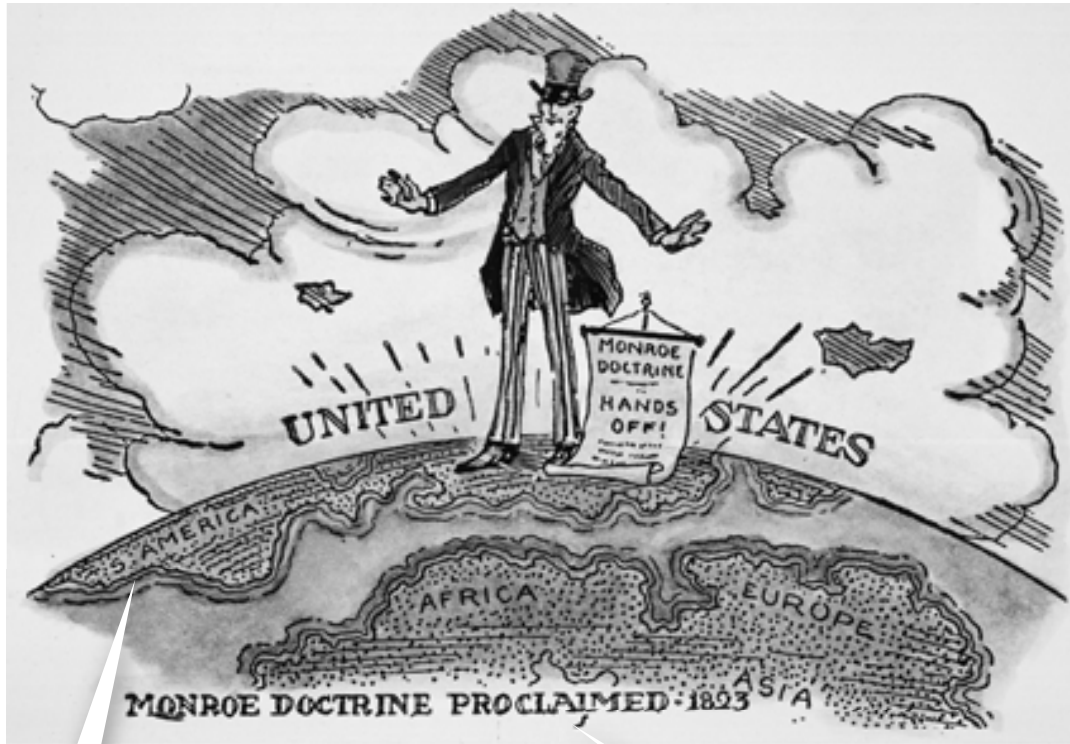 MONROE
DOCTRINE
HANDS
OFF!
UNITED STATES
S. AMERICA
AFRICA
EUROPE
ASIA
MONROE DOCTRINE PROCLAIMED - 1823